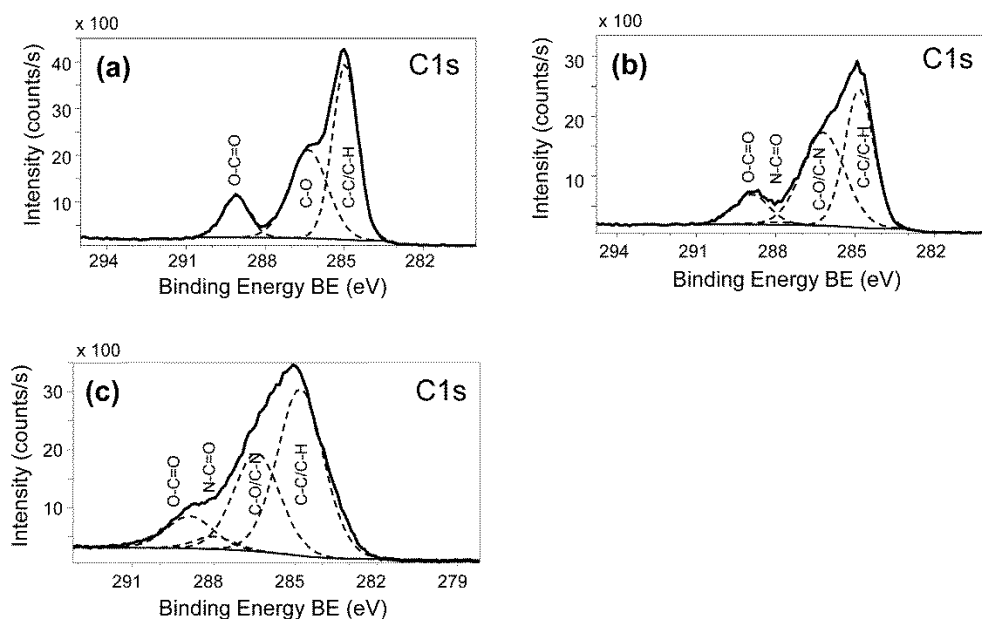 x 100
(a)
C1s
40
30
20
10
Intensity (counts/s)
O-C=O
C-O
C-C/C-H
294 291 288 285 282
Binding Energy BE (eV)
x 100
(b)
C1s
30
20
10
Intensity (counts/s)
O-C=O
N-C=O
C-O/C-N
C-C/C-H
294 291 288 285 282
Binding Energy BE (eV)
x 100
(c)
C1s
30
20
10
Intensity (counts/s)
O-C=O
N-C=O
C-O/C-N
C-C/C-H
291 288 285 282 279
Binding Energy BE (eV)